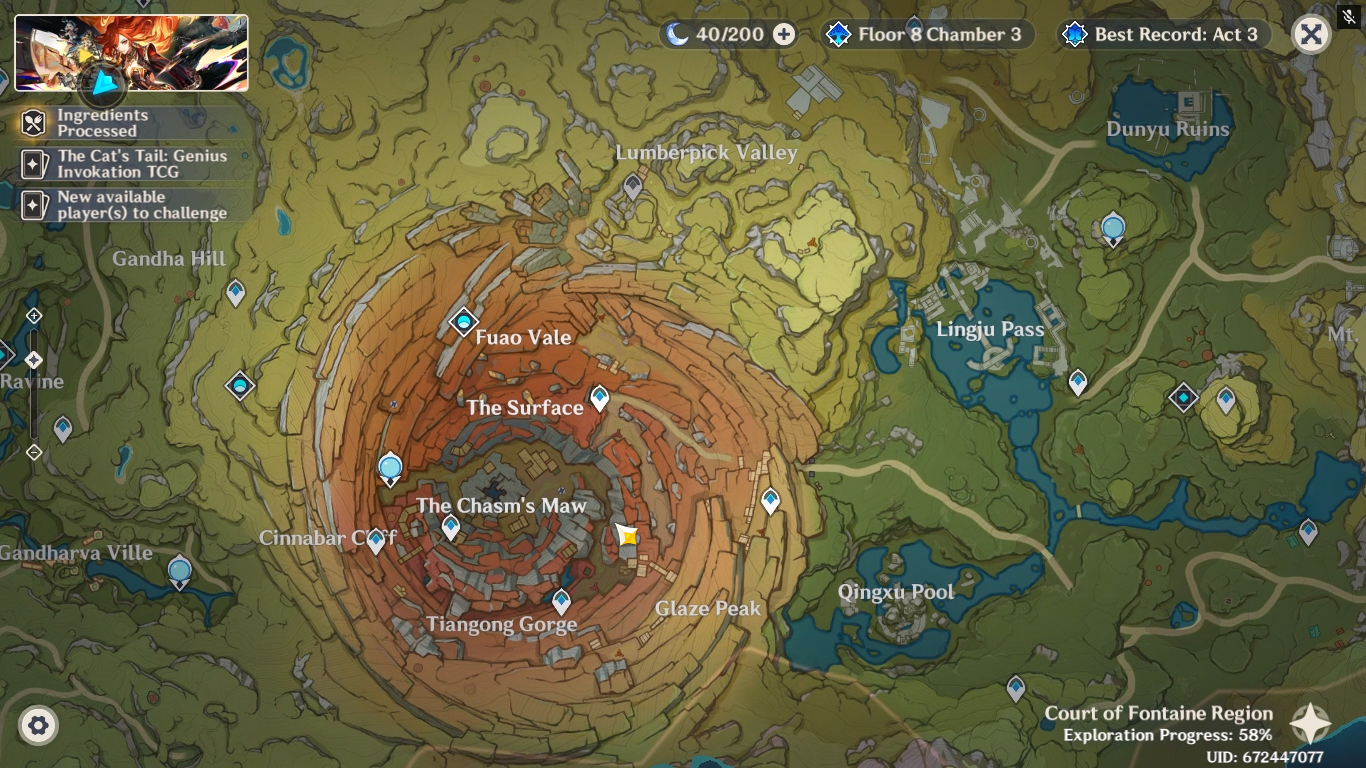 40/200
Floor 8 Chamber 3
Best Record: Act 3
Ingredients
Processed
The Cat's Tail: Genius
Invokation TCG
New available
player(s) to challenge
Dunyu Ruins
Lumberpick Valley
Gandha Hill
Lingju Pass
Fuao Vale
Mt.
Ravine
The Surface
The Chasm's Maw
Cinnabar Cliff
Gandharva Ville
Qingxu Pool
Glaze Peak
Tiangong Gorge
Court of Fontaine Region
Exploration Progress: 58%
UID: 672447077